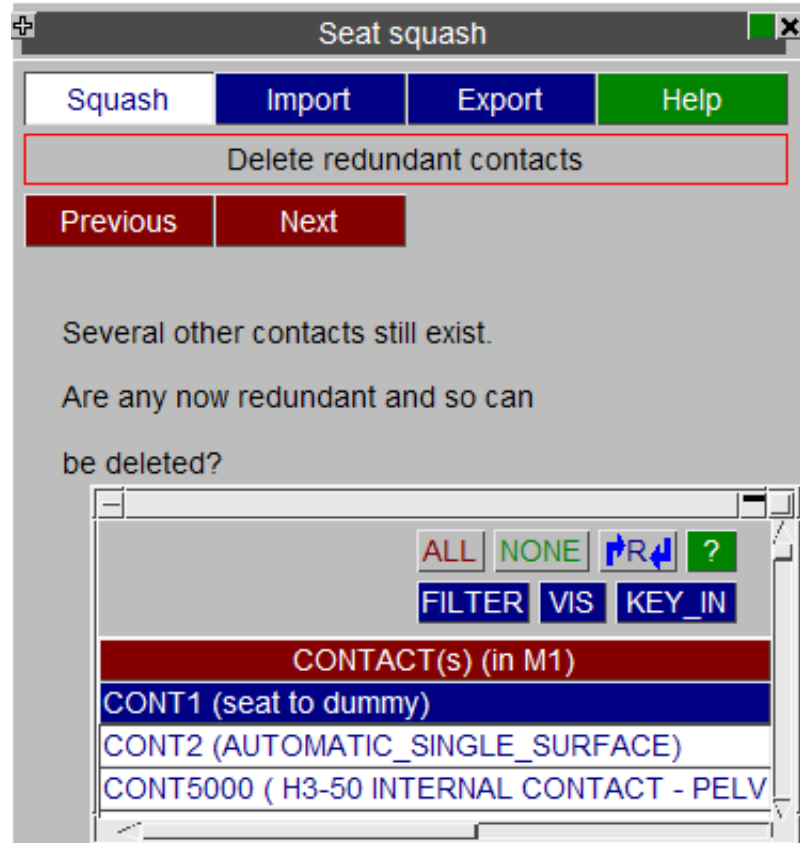 Seat squash
Squash Import Export Help
Delete redundant contacts
Previous Next
Several other contacts still exist.
Are any now redundant and so can
be deleted?
ALL NONE R ?
FILTER VIS KEY_IN
CONTACT(s) (in M1)
CONT1 (seat to dummy)
CONT2 (AUTOMATIC_SINGLE_SURFACE)
CONT5000 ( H3-50 INTERNAL CONTACT - PELV